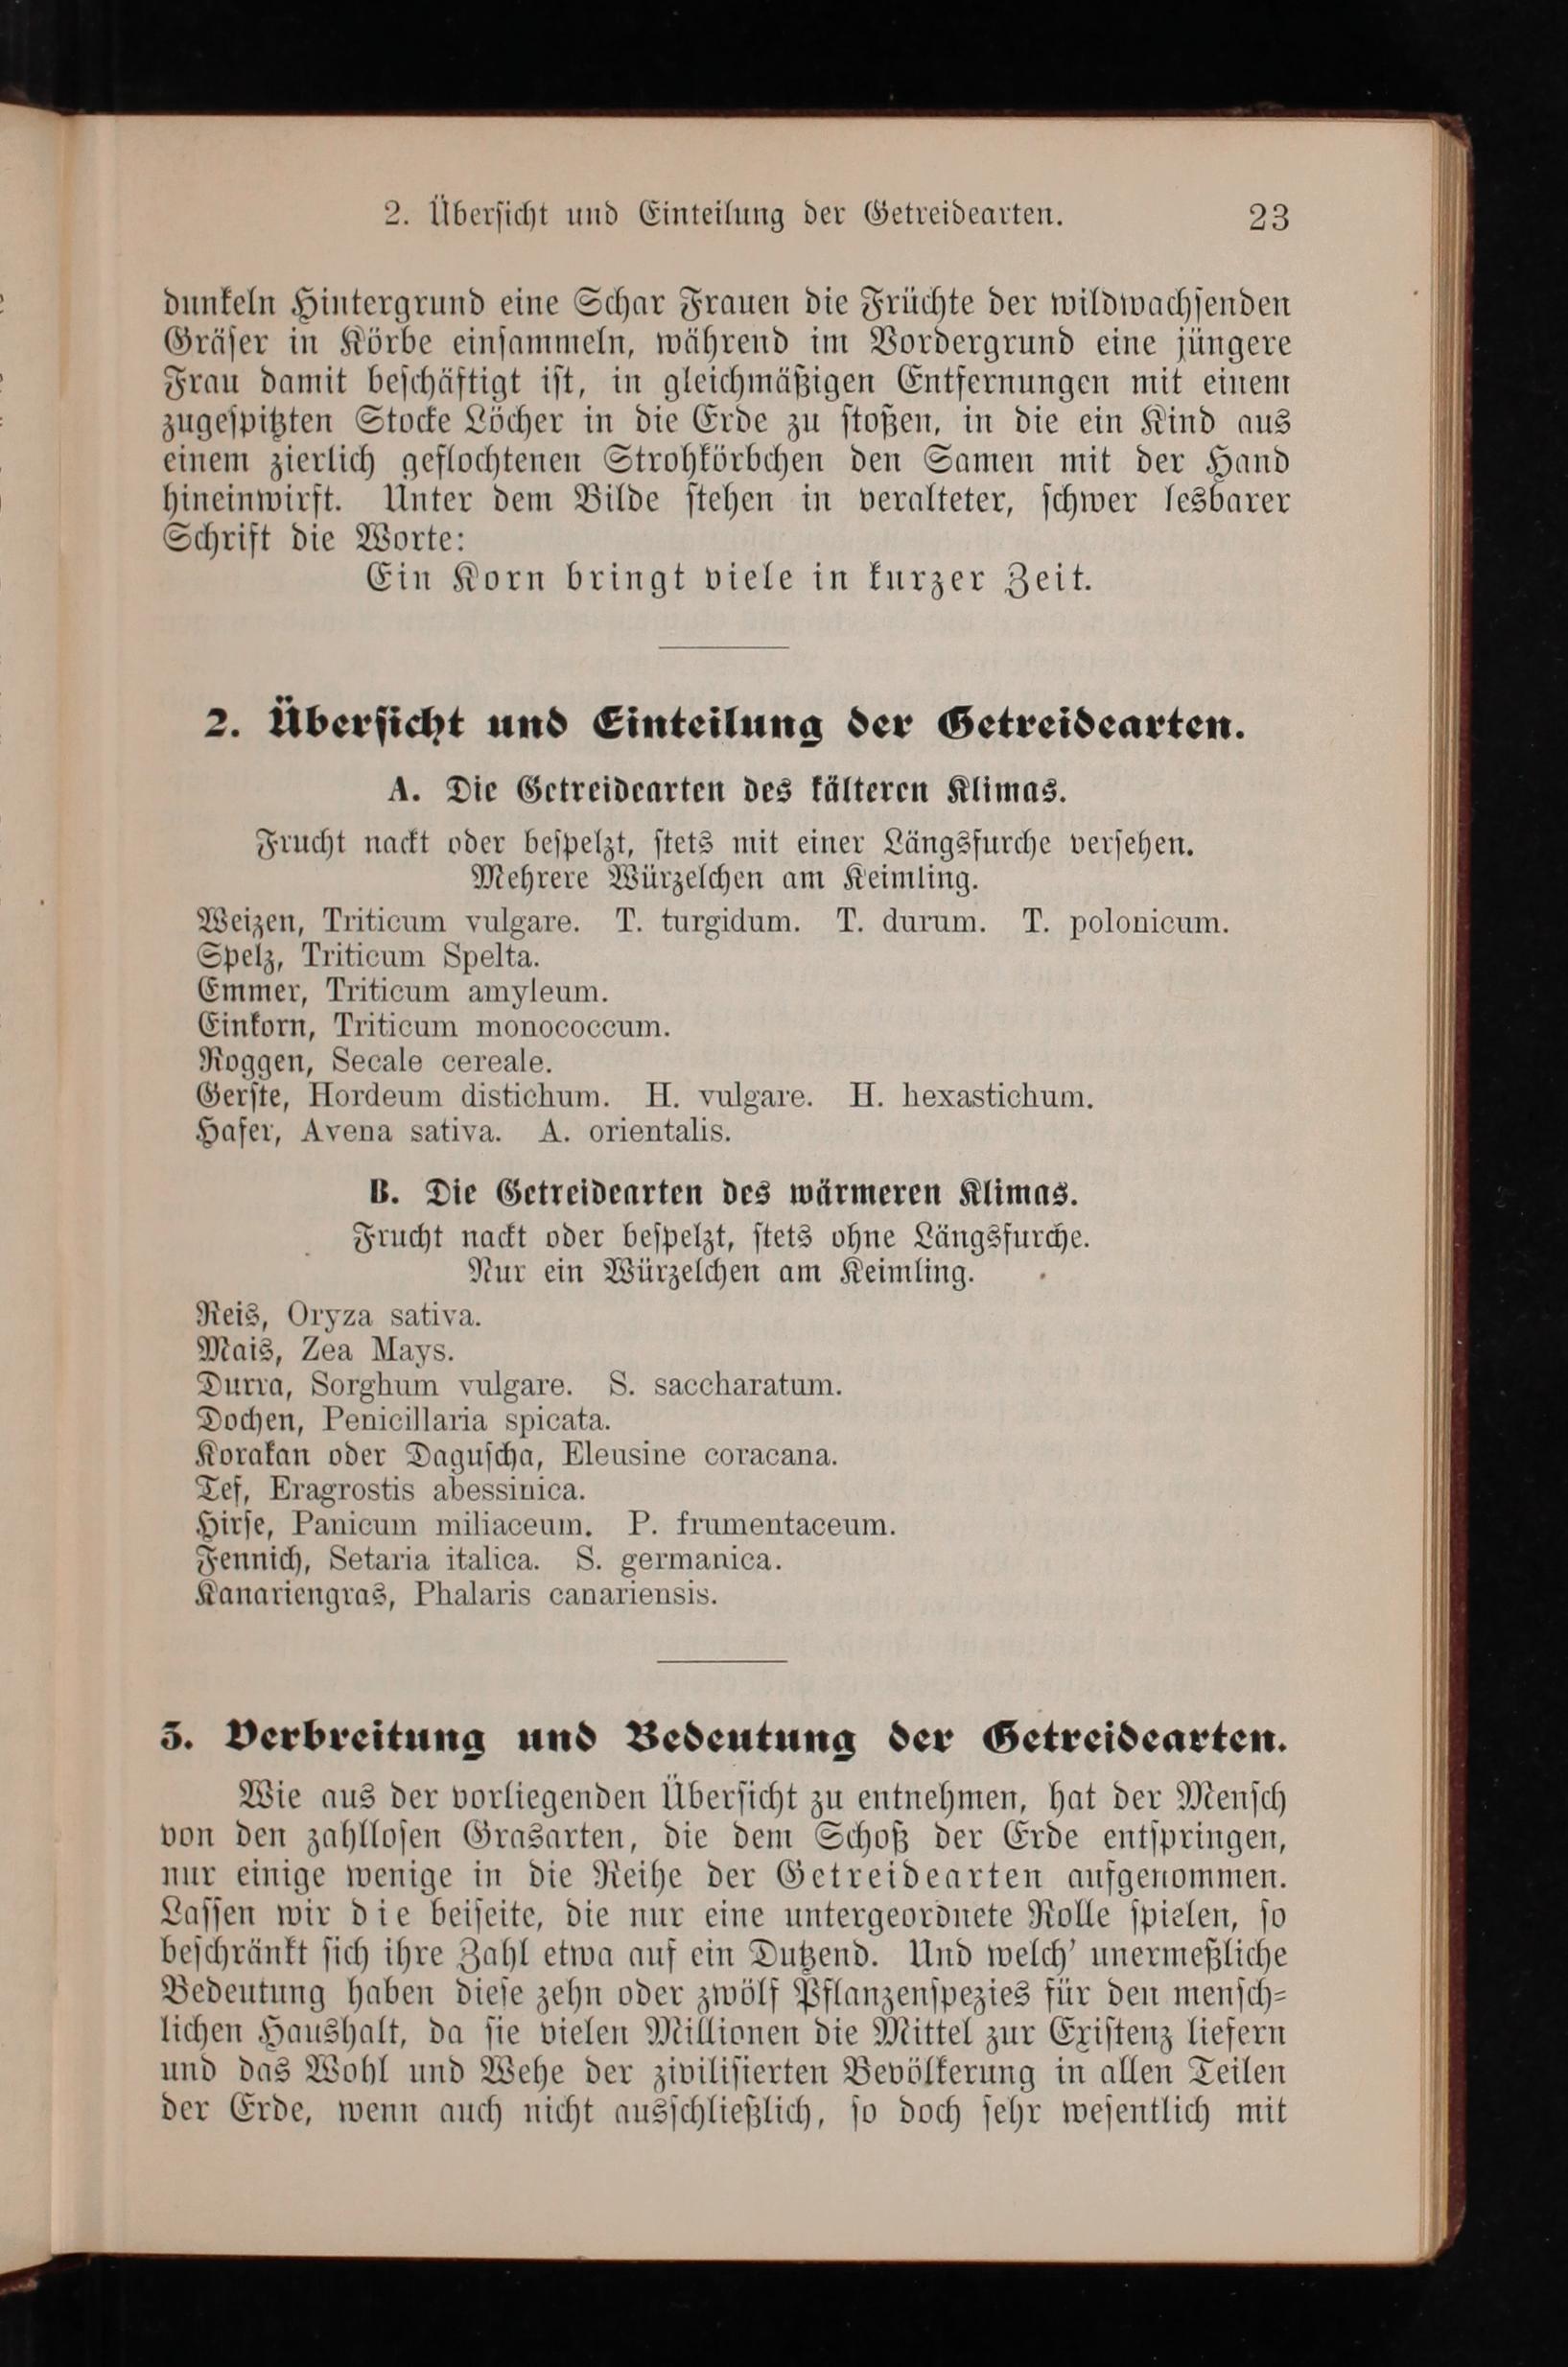 2. Überſicht und Einteilung der Getreidearten. 23
dunkeln Hintergrund eine Schar Frauen die Früchte der wildwachſenden
Gräſer in Körbe einſammeln, während im Vordergrund eine jüngere
Frau damit beſchäftigt iſt, in gleichmäßigen Entfernungen mit einem
zugeſpitzten Stocke Löcher in die Erde zu ſtoßen, in die ein Kind aus
einem zierlich geflochtenen Strohkörbchen den Samen mit der Hand
hineinwirft. Unter dem Bilde ſtehen in veralteter, ſchwer lesbarer
Schrift die Worte:
Ein Korn bringt viele in kurzer Zeit.
2. Überſicht und Einteilung der Getreidearten.
A. Die Getreidearten des kälteren Klimas.
Frucht nackt oder beſpelzt, ſtets mit einer Längsfurche verſehen.
Mehrere Würzelchen am Keimling.
Weizen, Triticum vulgare. T. turgidum. T. durum. T. polonicum.
Spelz, Triticum Spelta.
Emmer, Triticum amyleum.
Einkorn, Triticum monococcum.
Roggen, Secale cereale.
Gerſte, Hordeum distichum. H. vulgare. H. hexastichum.
Hafer, Avena sativa. A. orientalis.
B. Die Getreidearten des wärmeren Klimas.
Frucht nackt oder beſpelzt, ſtets ohne Längsfurche.
Nur ein Würzelchen am Keimling.
Reis, Oryza sativa.
Mais, Zea Mays.
Durra, Sorghum vulgare. S. saccharatum.
Dochen, Penicillaria spicata.
Korakan oder Daguſcha, Eleusine coracana.
Tef, Eragrostis abessinica.
Hirſe, Panicum miliaceum. P. frumentaceum.
Fennich, Setaria italica. S. germanica.
Kanariengras, Phalaris canariensis.
3. Verbreitung und Bedeutung der Getreidearten.
Wie aus der vorliegenden Überſicht zu entnehmen, hat der Menſch
von den zahlloſen Grasarten, die dem Schoß der Erde entſpringen,
nur einige wenige in die Reihe der Getreidearten aufgenommen.
Laſſen wir die beiſeite, die nur eine untergeordnete Rolle ſpielen, ſo
beſchränkt ſich ihre Zahl etwa auf ein Dutzend. Und welch' unermeßliche
Bedeutung haben dieſe zehn oder zwölf Pflanzenſpezies für den menſch-
lichen Haushalt, da ſie vielen Millionen die Mittel zur Exiſtenz liefern
und das Wohl und Wehe der ziviliſierten Bevölkerung in allen Teilen
der Erde, wenn auch nicht ausſchließlich, ſo doch ſehr weſentlich mit